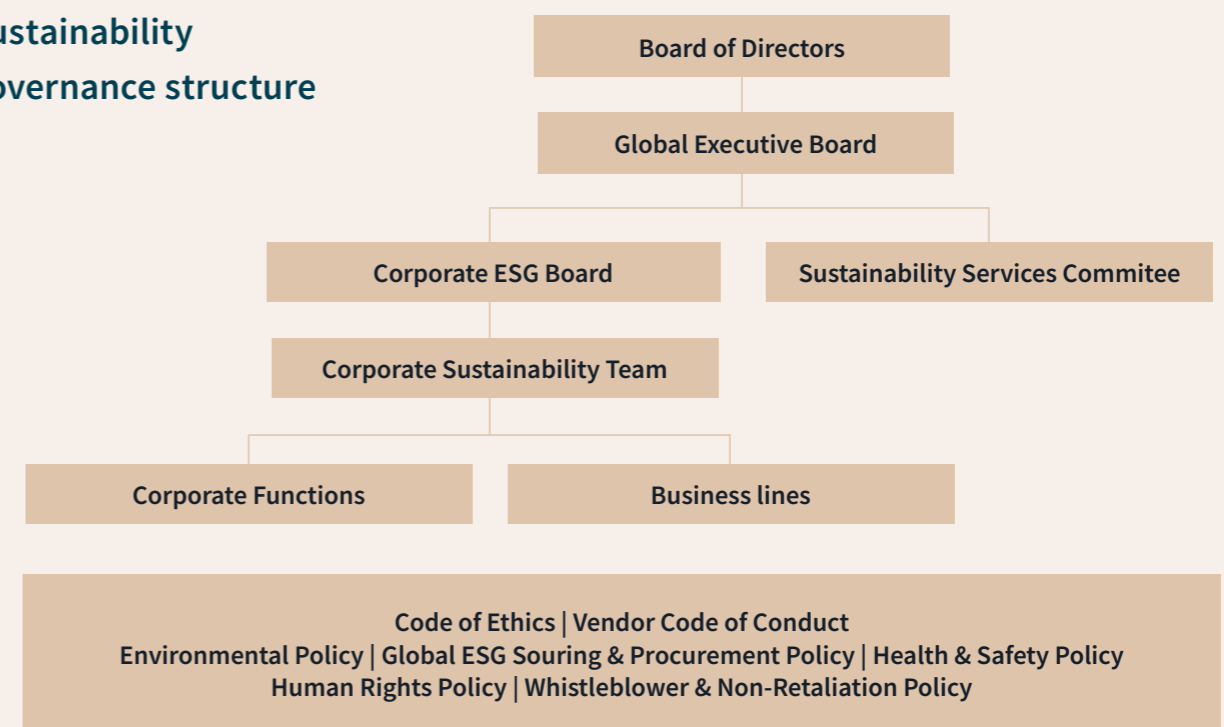 ustainability
overnance structure
Board of Directors
Global Executive Board
Corporate ESG Board
Sustainability Services Commitee
Corporate Sustainability Team
Corporate Functions
Business lines
Code of Ethics | Vendor Code of Conduct
Environmental Policy | Global ESG Souring & Procurement Policy | Health & Safety Policy
Human Rights Policy | Whistleblower & Non-Retaliation Policy